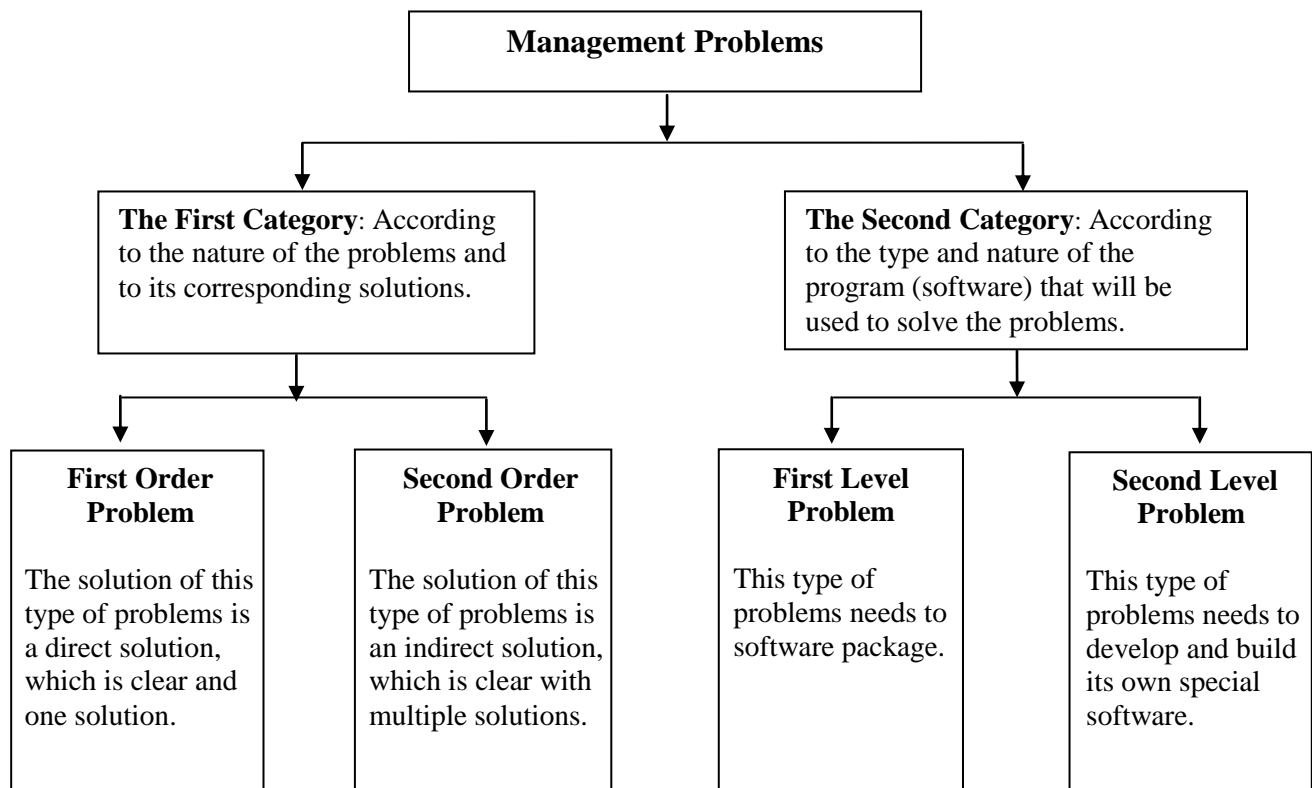 Management Problems
The First Category: According
to the nature of the problems and
to its corresponding solutions.
The Second Category: According
to the type and nature of the
program (software) that will be
used to solve the problems.
First Order
Problem
The solution of this
type of problems is
a direct solution,
which is clear and
one solution.
Second Order
Problem
The solution of this
type of problems is
an indirect solution,
which is clear with
multiple solutions.
First Level
Problem
This type of
problems needs to
software package.
Second Level
Problem
This type of
problems needs to
develop and build
its own special
software.